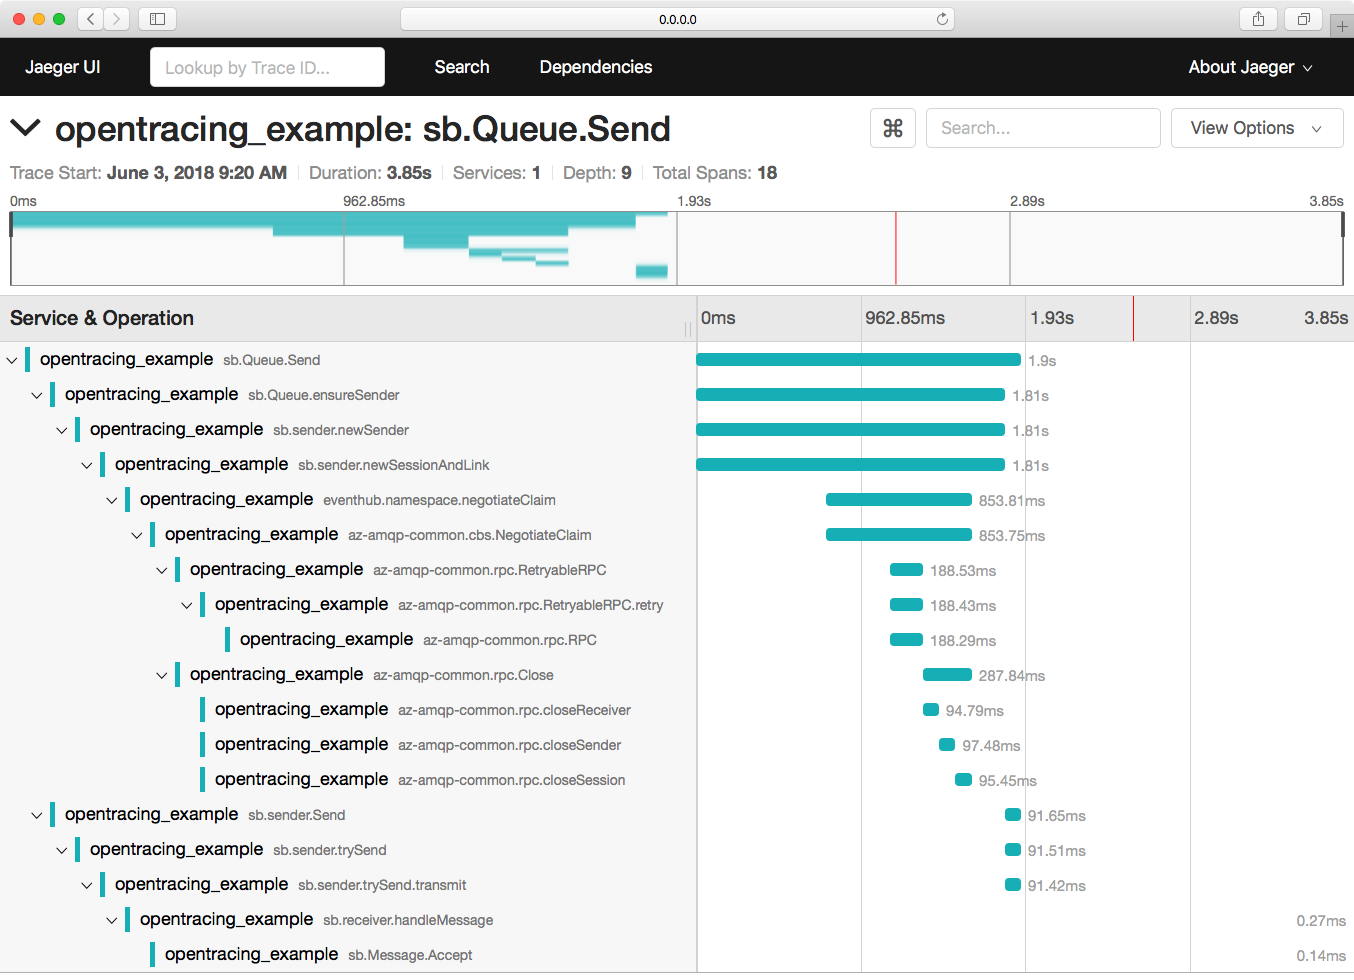 0.0.0.0
Jaeger UI Lookup by Trace ID... Search Dependencies About Jaeger
opentracing_example: sb.Queue.Send ⌘ Search... View Options
Trace Start: June 3, 2018 9:20 AM Duration: 3.85s Services: 1 Depth: 9 Total Spans: 18
0ms 962.85ms 1.93s 2.89s 3.85s
Service & Operation 0ms 962.85ms 1.93s 2.89s 3.85s
opentracing_example sb.Queue.Send 1.9s
opentracing_example sb.Queue.ensureSender 1.81s
opentracing_example sb.sender.newSender 1.81s
opentracing_example sb.sender.newSessionAndLink 1.81s
opentracing_example eventhub.namespace.negotiateClaim 853.81ms
opentracing_example az-amqp-common.cbs.NegotiateClaim 853.75ms
opentracing_example az-amqp-common.rpc.RetryableRPC 188.53ms
opentracing_example az-amqp-common.rpc.RetryableRPC.retry 188.43ms
opentracing_example az-amqp-common.rpc.RPC 188.29ms
opentracing_example az-amqp-common.rpc.Close 287.84ms
opentracing_example az-amqp-common.rpc.closeReceiver 94.79ms
opentracing_example az-amqp-common.rpc.closeSender 97.48ms
opentracing_example az-amqp-common.rpc.closeSession 95.45ms
opentracing_example sb.sender.Send 91.65ms
opentracing_example sb.sender.trySend 91.51ms
opentracing_example sb.sender.trySend.transmit 91.42ms
opentracing_example sb.receiver.handleMessage 0.27ms
opentracing_example sb.Message.Accept 0.14ms